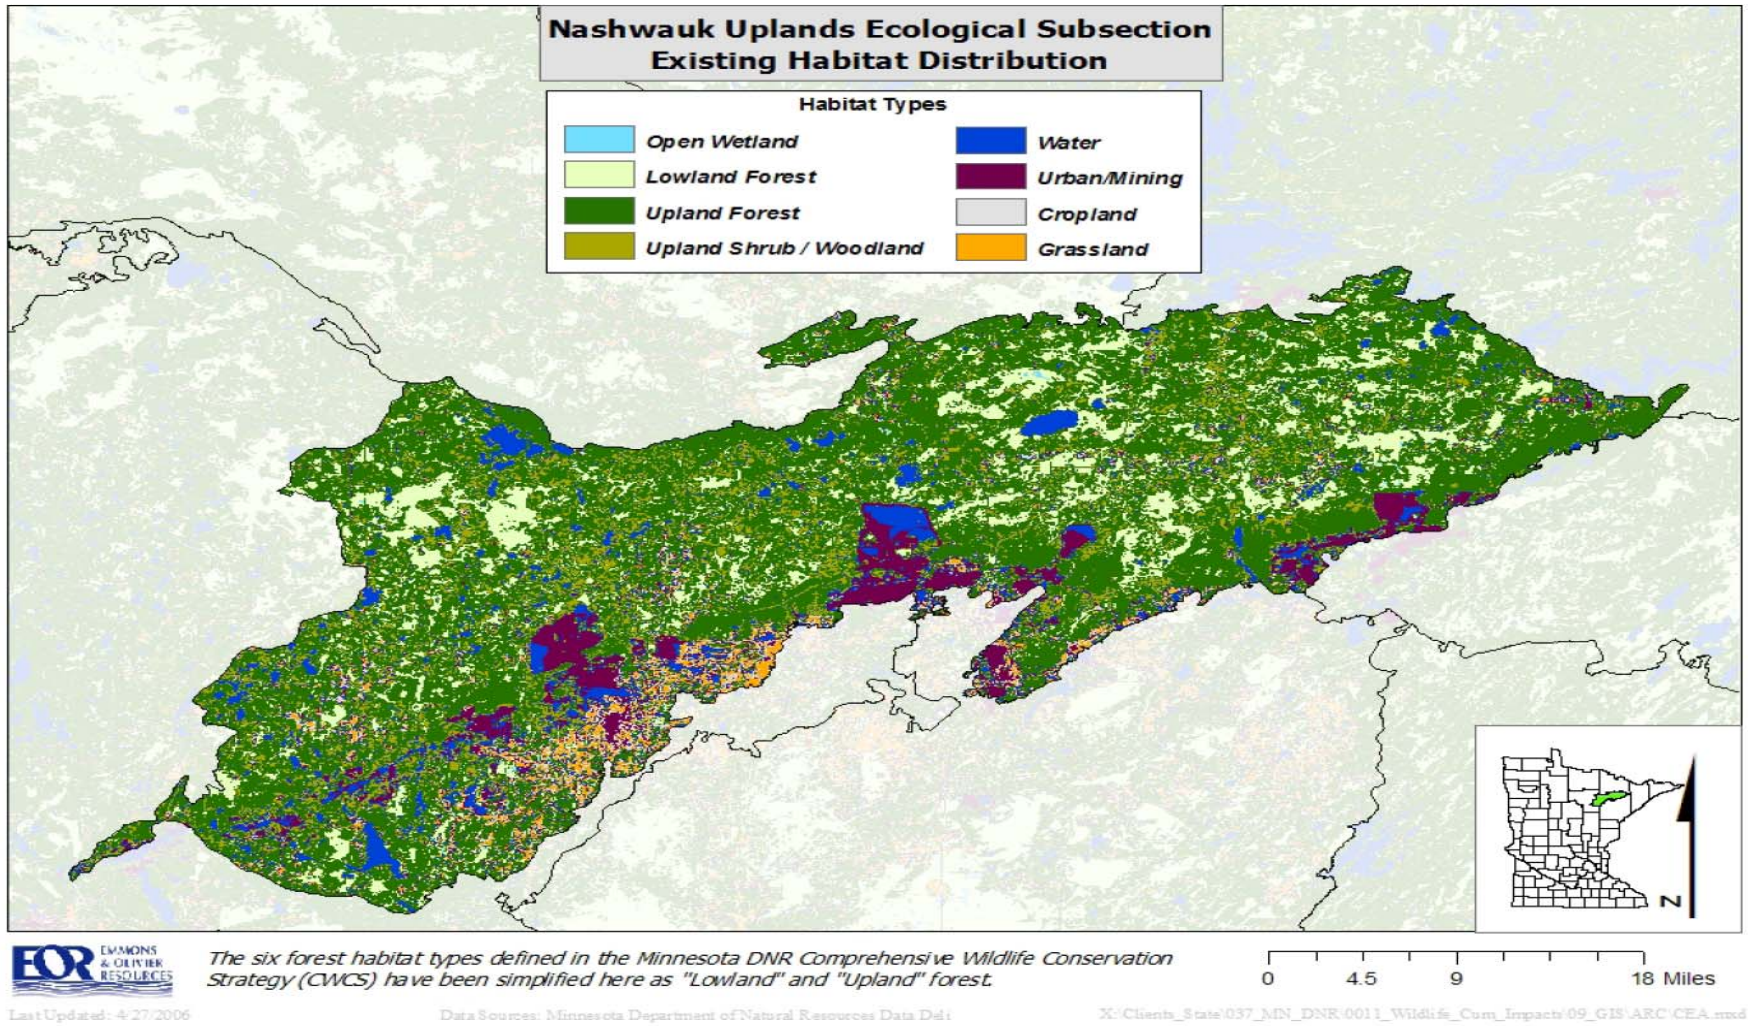 Nashwauk Uplands Ecological Subsection
Existing Habitat Distribution
Habitat Types
Open Wetland
Lowland Forest
Upland Forest
Upland Shrub / Woodland
Water
Urban/Mining
Cropland
Grassland
N
EOR EMMONS
& OLIVIER
RESOURCES
The six forest habitat types defined in the Minnesota DNR Comprehensive Wildlife Conservation
Strategy (CWCS) have been simplified here as "Lowland" and "Upland" forest.
0 4.5 9 18 Miles
Last Updated: 4/27/2006
Data Sources: Minnesota Department of Natural Resources Data Deli
X:\Clients_State\037_MN_DNR\0011_Wildlife_Cum_Impacts\09_GIS\ARC\CEA.mxd